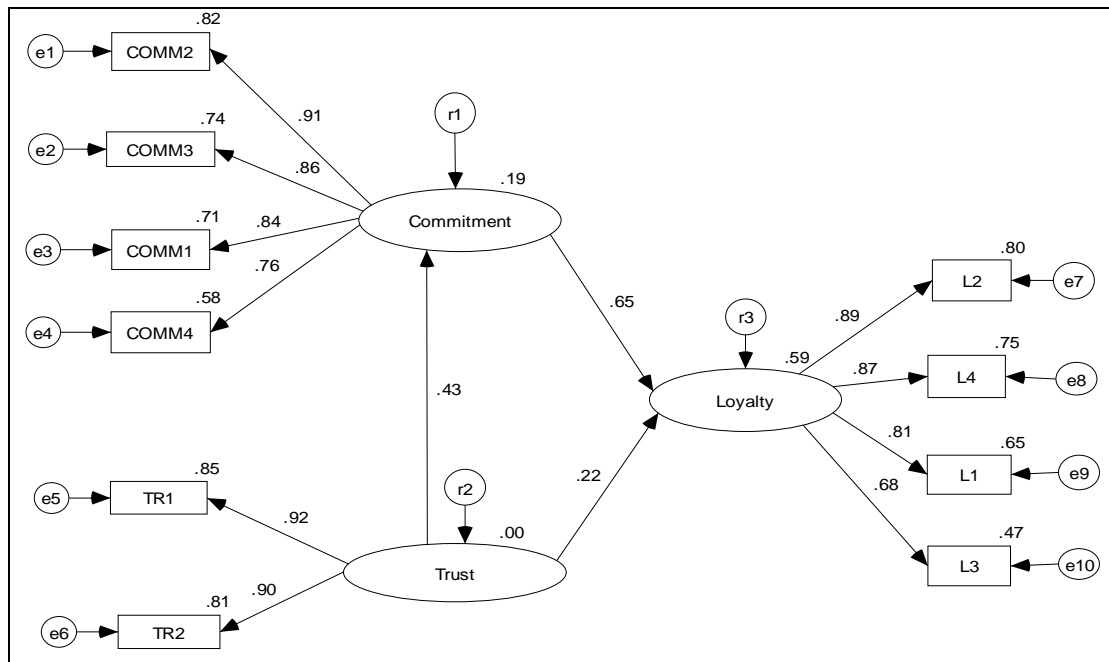 .82
e1
COMM2
.91
r1
.74
e2
COMM3
.86
.19
Commitment
.71
e3
COMM1
.84
.76
.58
e4
COMM4
.65
.80
L2
e7
r3
.89
.59
.75
.87
L4
e8
.43
Loyalty
.81
.65
L1
e9
.68
.22
.85
e5
TR1
.92
r2
.00
.47
L3
e10
Trust
.90
.81
e6
TR2